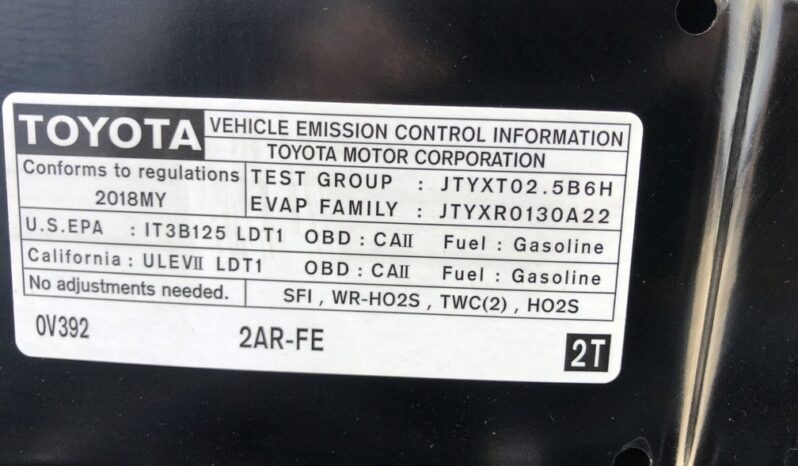 TOYOTA VEHICLE EMISSION CONTROL INFORMATION
TOYOTA MOTOR CORPORATION
Conforms to regulations
2018MY
TEST GROUP : JTYXT02.5B6H
EVAP FAMILY : JTYXR0130A22
U.S.EPA : IT3B125 LDT1 OBD : CAII Fuel : Gasoline
California : ULEVII LDT1 OBD : CAII Fuel : Gasoline
No adjustments needed. SFI , WR-HO2S , TWC(2) , HO2S
0V392 2AR-FE 2T